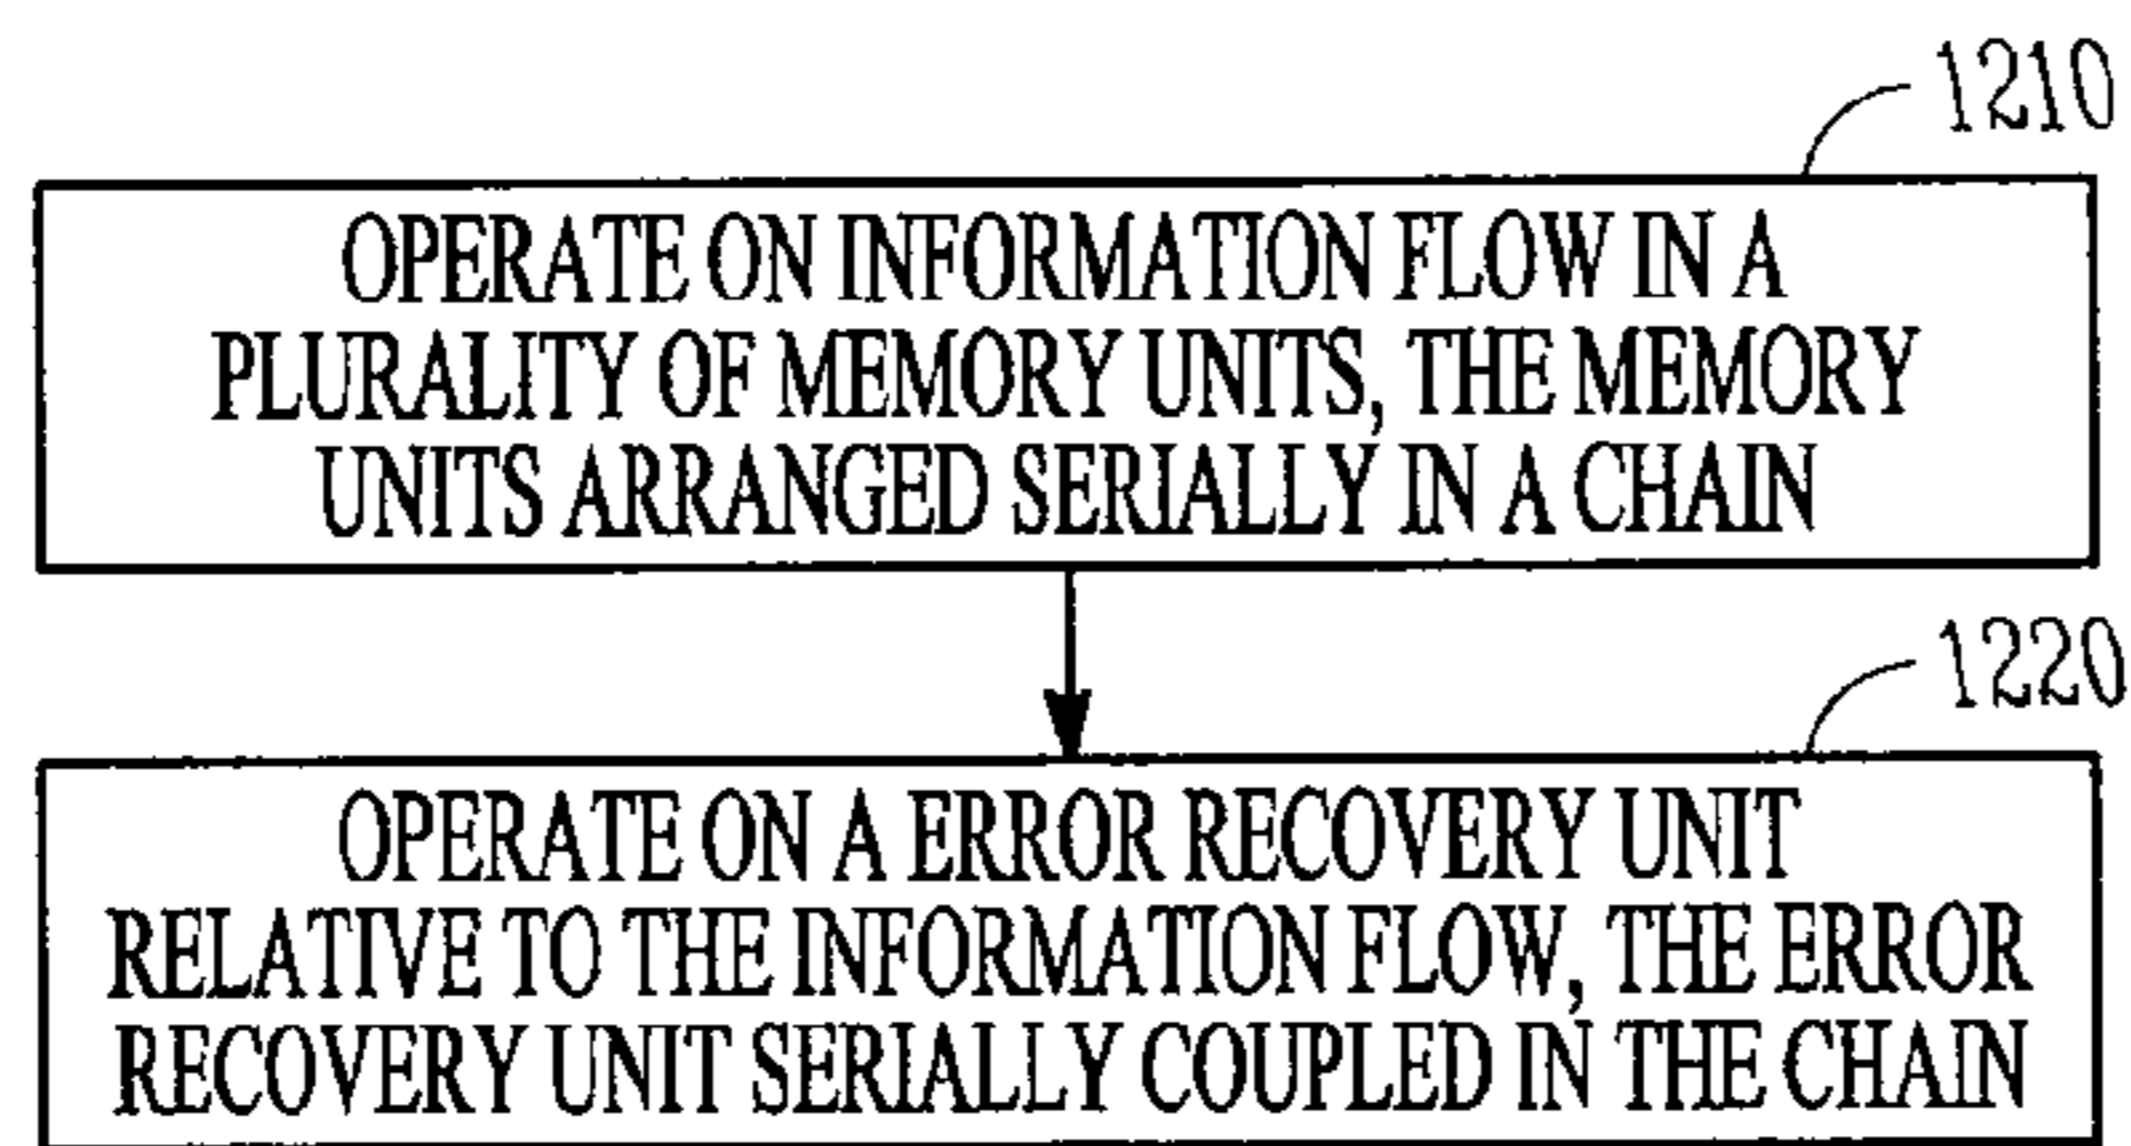 1210
OPERATE ON INFORMATION FLOW IN A
PLURALITY OF MEMORY UNITS, THE MEMORY
UNITS ARRANGED SERIALLY IN A CHAIN
1220
OPERATE ON A ERROR RECOVERY UNIT
RELATIVE TO THE INFORMATION FLOW, THE ERROR
RECOVERY UNIT SERIALLY COUPLED IN THE CHAIN